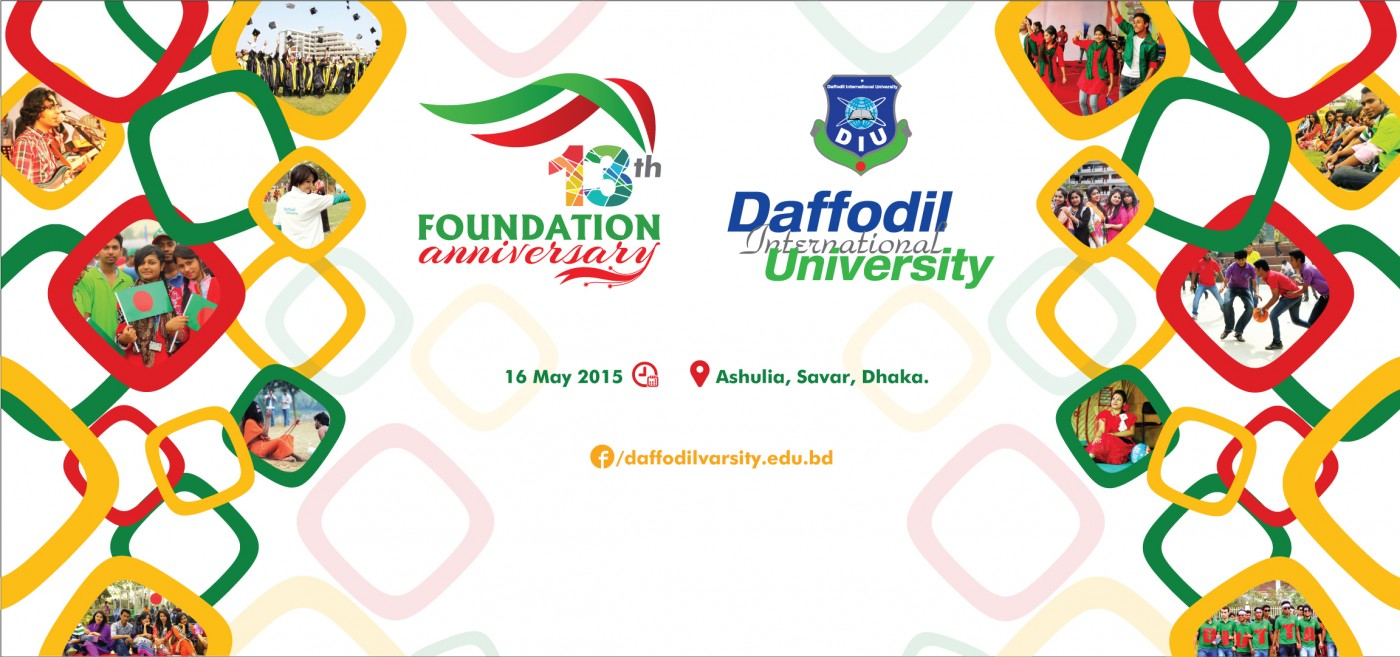 13th
FOUNDATION
anniversary
Daffodil International University
DIU
Daffodil
International
University
16 May 2015
Ashulia, Savar, Dhaka.
/daffodilvarsity.edu.bd